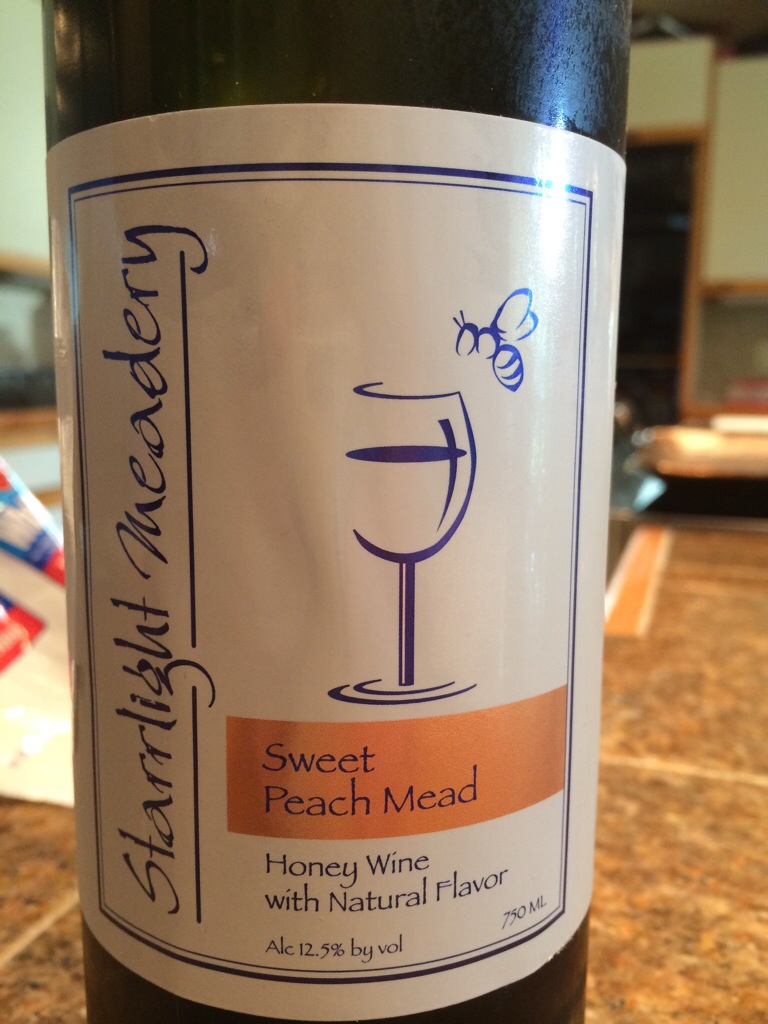 Starrlight Meadery
Sweet
Peach Mead
Honey Wine
with Natural Flavor
750 ML
Alc 12.5% by vol